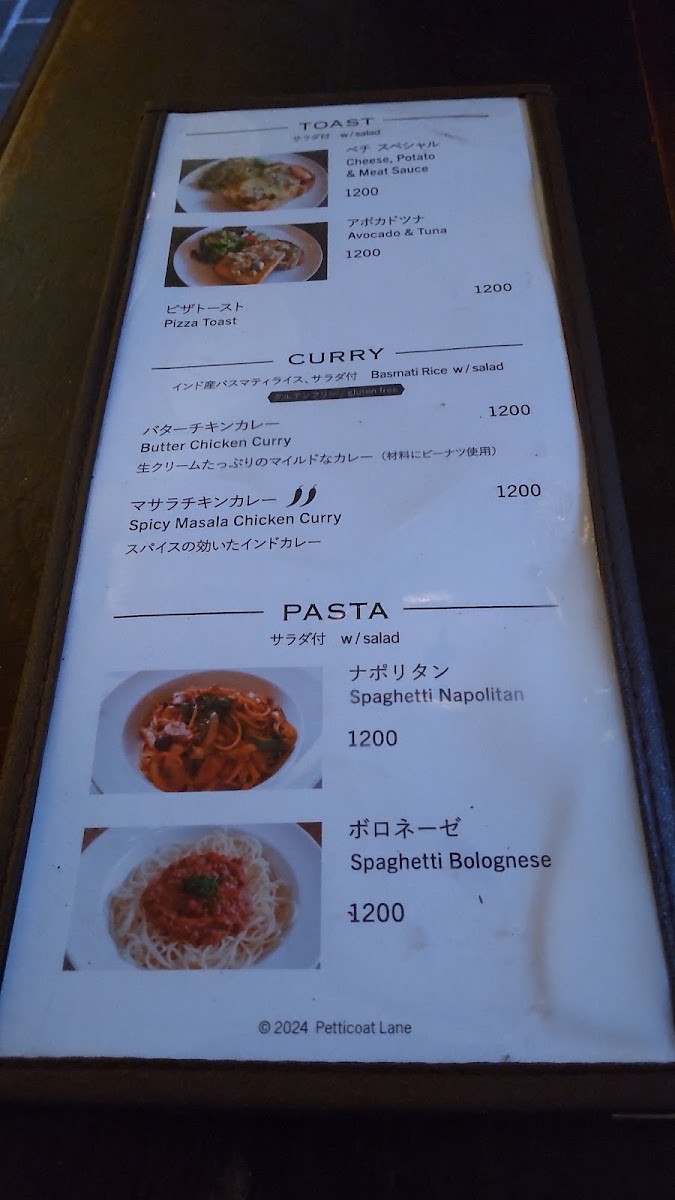 TOAST
サラダ付 w/salad
ペチ スペシャル
Cheese, Potato
& Meat Sauce
1200
アボカドツナ
Avocado & Tuna
1200
ピザトースト 1200
Pizza Toast
CURRY
インド産バスマティライス、サラダ付 Basmati Rice w/salad
グルテンフリー gluten free
バターチキンカレー 1200
Butter Chicken Curry
生クリームたっぷりのマイルドなカレー（材料にピーナツ使用）
マサラチキンカレー 1200
Spicy Masala Chicken Curry
スパイスの効いたインドカレー
PASTA
サラダ付 w/salad
ナポリタン
Spaghetti Napolitan
1200
ボロネーゼ
Spaghetti Bolognese
1200
© 2024 Petticoat Lane